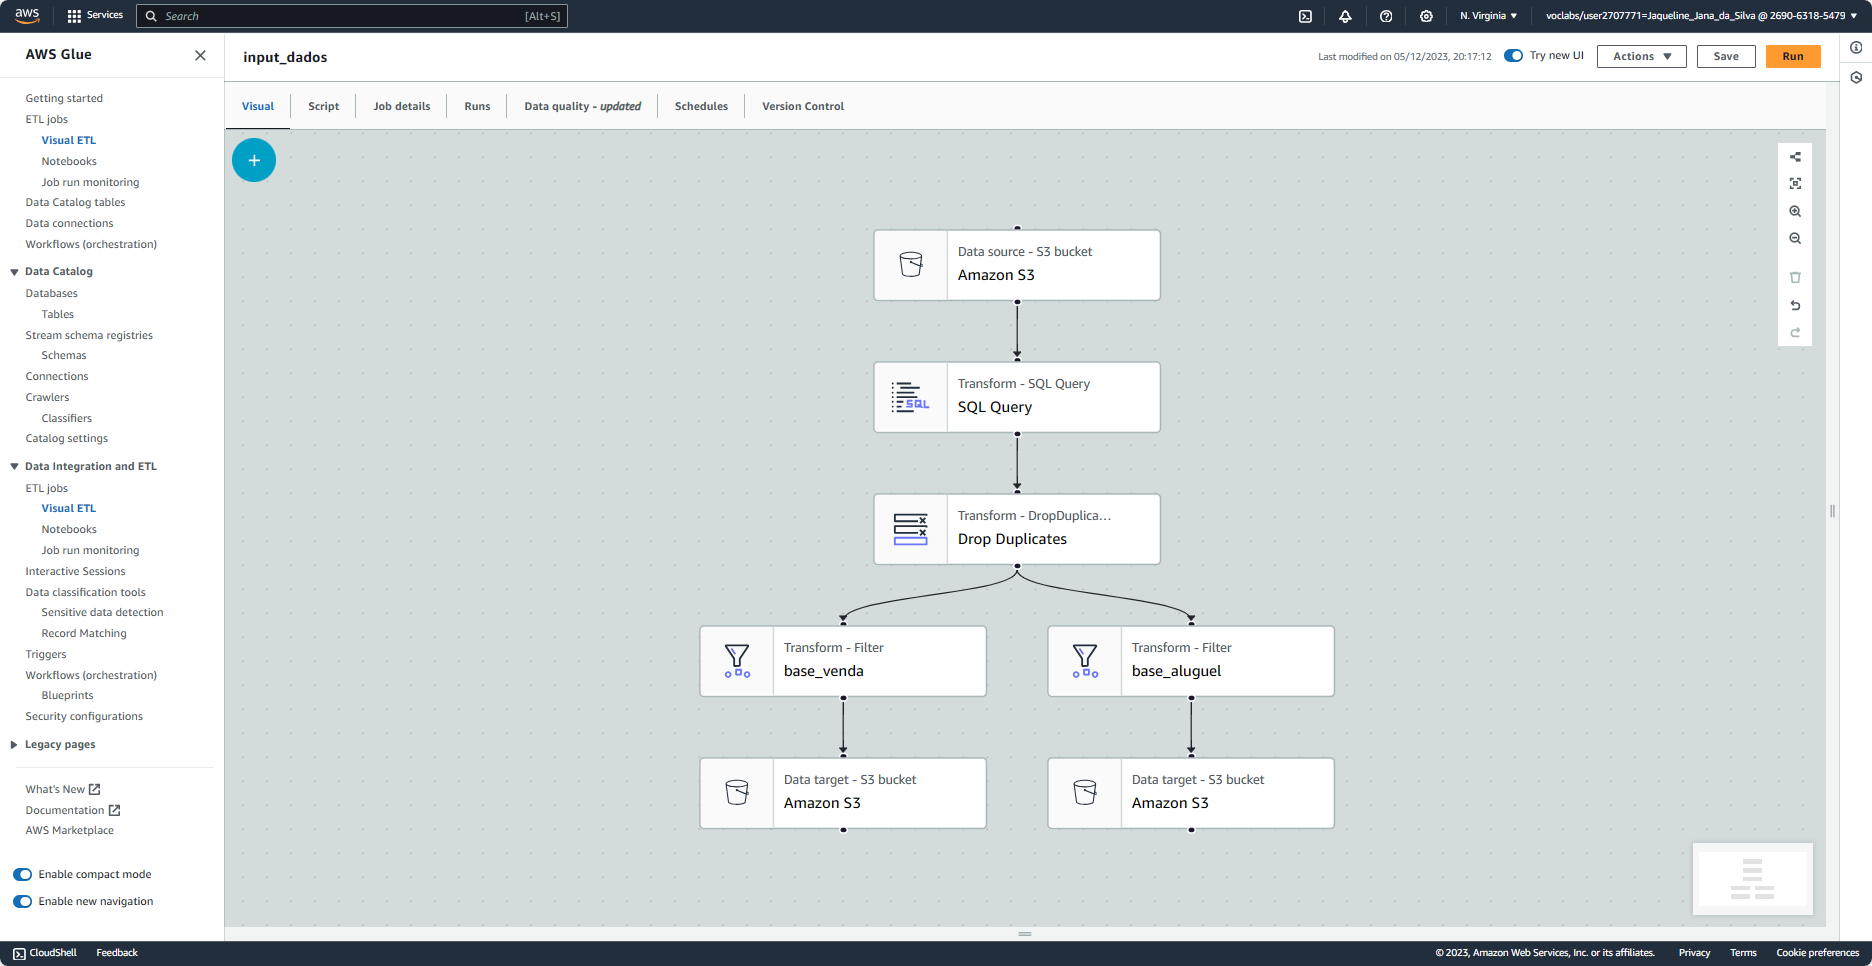 aws Services Search [Alt+S] N. Virginia voclabs/user2707771=Jaqueline_Jana_da_Silva @ 2690-6318-5479
AWS Glue
Getting started
ETL jobs
Visual ETL
Notebooks
Job run monitoring
Data Catalog tables
Data connections
Workflows (orchestration)
Data Catalog
Databases
Tables
Stream schema registries
Schemas
Connections
Crawlers
Classifiers
Catalog settings
Data Integration and ETL
ETL jobs
Visual ETL
Notebooks
Job run monitoring
Interactive Sessions
Data classification tools
Sensitive data detection
Record Matching
Triggers
Workflows (orchestration)
Blueprints
Security configurations
Legacy pages
What's New
Documentation
AWS Marketplace
Enable compact mode
Enable new navigation
input_dados
Last modified on 05/12/2023, 20:17:12 Try new UI Actions Save Run
Visual Script Job details Runs Data quality - updated Schedules Version Control
Data source - S3 bucket
Amazon S3
Transform - SQL Query
SQL
SQL Query
Transform - DropDuplica...
Drop Duplicates
Transform - Filter
base_venda
Transform - Filter
base_aluguel
Data target - S3 bucket
Amazon S3
Data target - S3 bucket
Amazon S3
CloudShell Feedback © 2023, Amazon Web Services, Inc. or its affiliates. Privacy Terms Cookie preferences